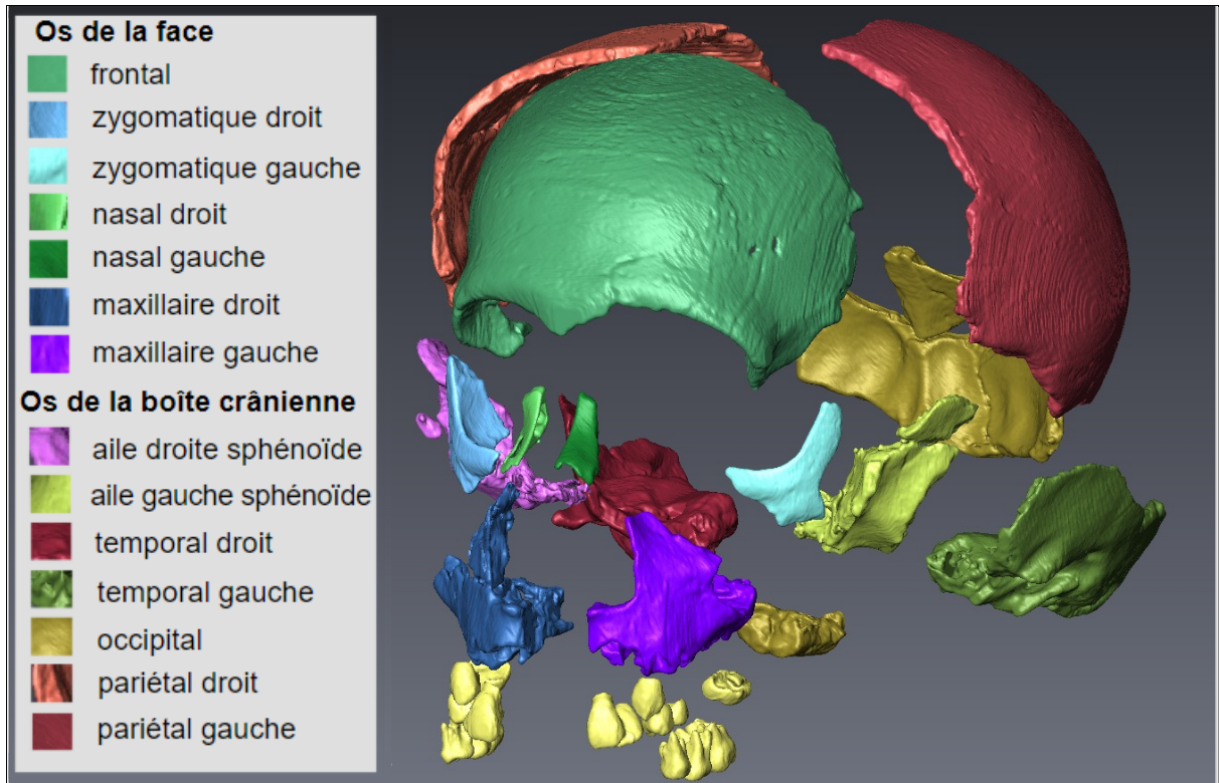 Os de la face
frontal
zygomatique droit
zygomatique gauche
nasal droit
nasal gauche
maxillaire droit
maxillaire gauche
Os de la boîte crânienne
aile droite sphénoïde
aile gauche sphénoïde
temporal droit
temporal gauche
occipital
pariétal droit
pariétal gauche